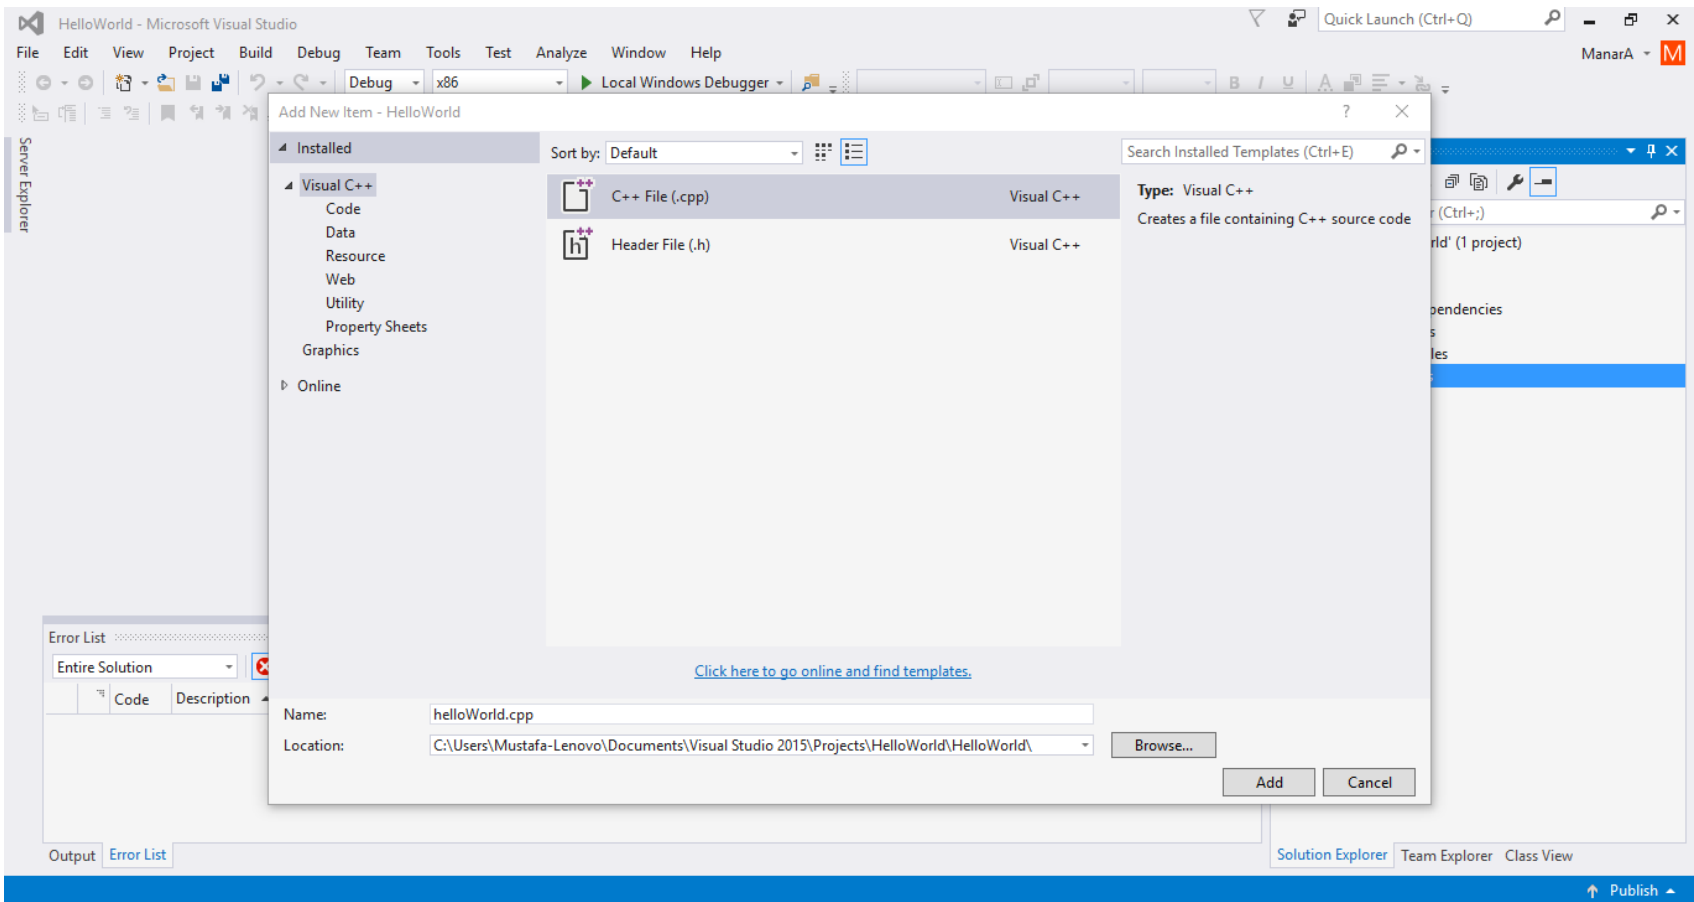 HelloWorld - Microsoft Visual Studio
Quick Launch (Ctrl+Q)
File Edit View Project Build Debug Team Tools Test Analyze Window Help
ManarA M
Debug x86 Local Windows Debugger
B I U A
Server Explorer
Add New Item - HelloWorld ?
Installed
Sort by: Default
Search Installed Templates (Ctrl+E)
Visual C++
Code
Data
Resource
Web
Utility
Property Sheets
Graphics
Online
C++ File (.cpp) Visual C++
Header File (.h) Visual C++
Type: Visual C++
Creates a file containing C++ source code
Click here to go online and find templates.
Name: helloWorld.cpp
Location: C:\Users\Mustafa-Lenovo\Documents\Visual Studio 2015\Projects\HelloWorld\HelloWorld\
Browse...
Add Cancel
r (Ctrl+;)
rld' (1 project)
pendencies
s
les
s
Error List
Entire Solution
Code Description
Output Error List
Solution Explorer Team Explorer Class View
Publish